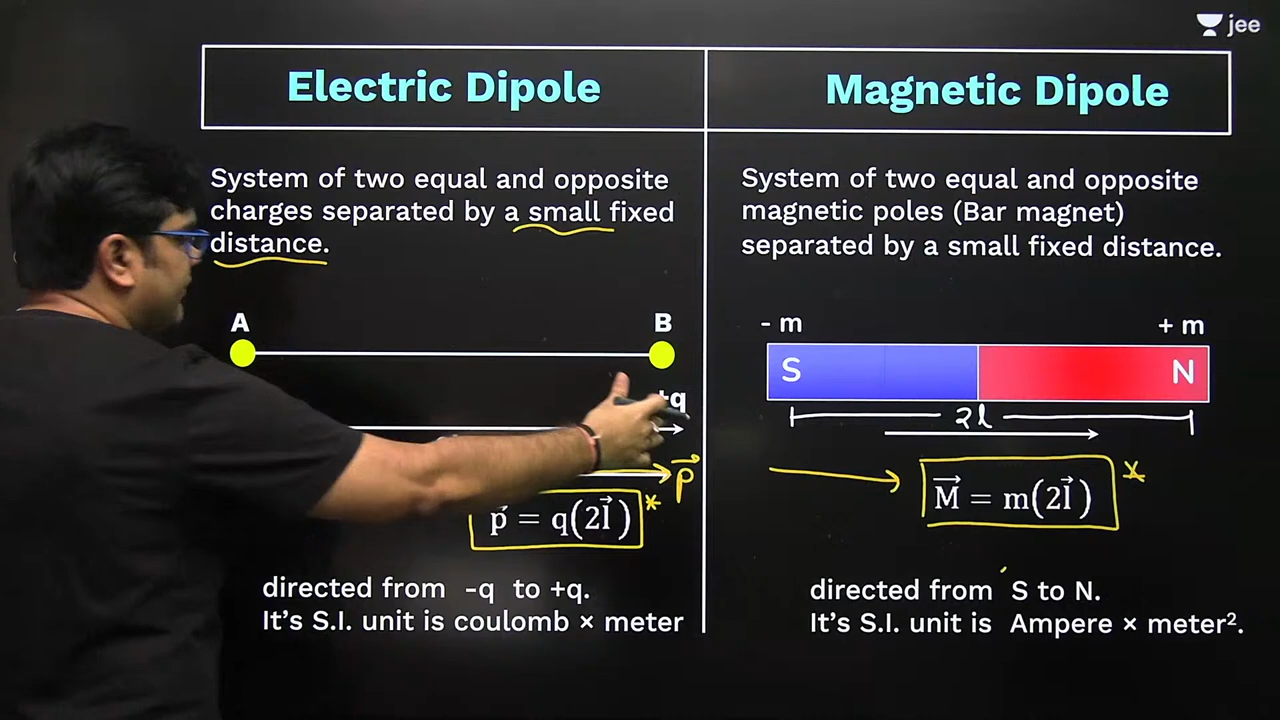 jee
Electric Dipole
Magnetic Dipole
System of two equal and opposite
charges separated by a small fixed
distance.
A
B
+q
p⃗
p⃗ = q(2l⃗) *
directed from -q to +q.
It's S.I. unit is coulomb × meter
System of two equal and opposite
magnetic poles (Bar magnet)
separated by a small fixed distance.
- m
+ m
S
N
2l
M⃗ = m(2l⃗) *
directed from S to N.
It's S.I. unit is Ampere × meter².